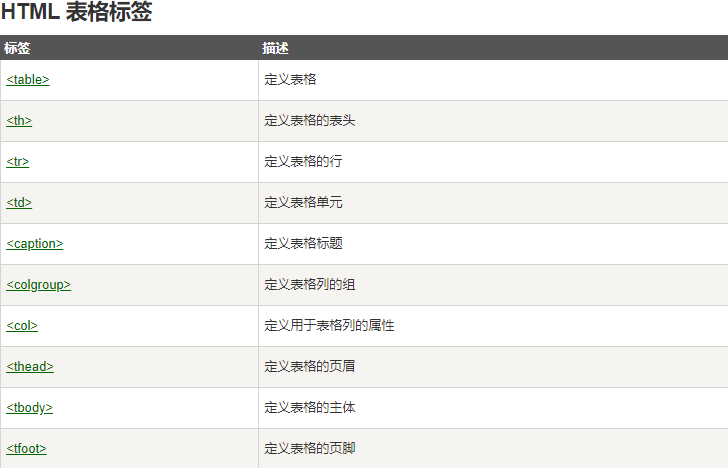 HTML 表格标签
标签 描述
<table> 定义表格
<th> 定义表格的表头
<tr> 定义表格的行
<td> 定义表格单元
<caption> 定义表格标题
<colgroup> 定义表格列的组
<col> 定义用于表格列的属性
<thead> 定义表格的页眉
<tbody> 定义表格的主体
<tfoot> 定义表格的页脚